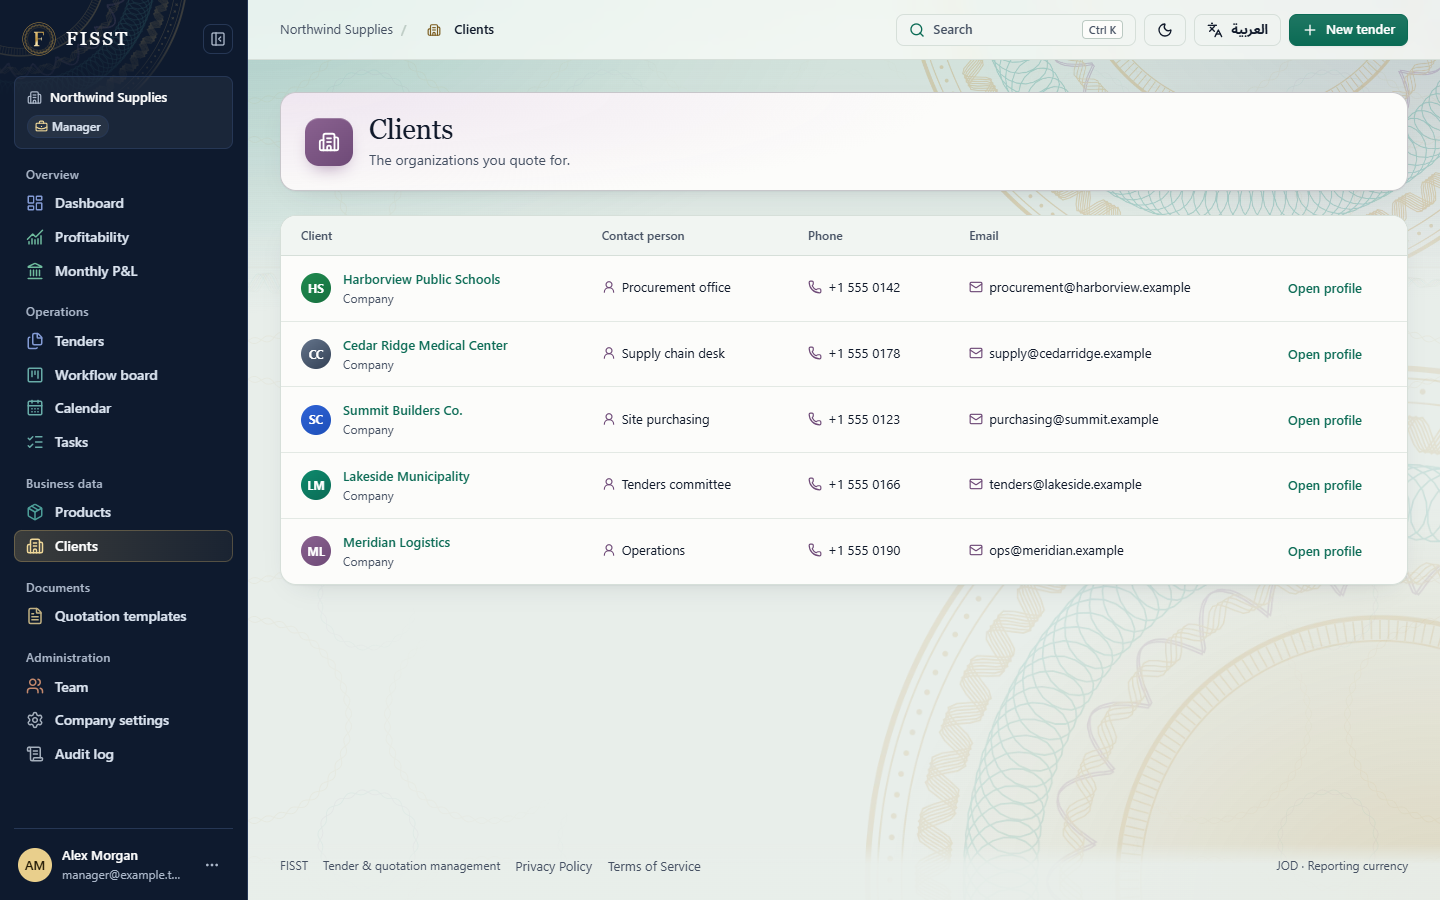 FISST
Northwind Supplies
Manager
Overview
Dashboard
Profitability
Monthly P&L
Operations
Tenders
Workflow board
Calendar
Tasks
Business data
Products
Clients
Documents
Quotation templates
Administration
Team
Company settings
Audit log
AM
Alex Morgan
manager@example.t...
Northwind Supplies / Clients
Search Ctrl K
العربية
New tender
Clients
The organizations you quote for.
Client Contact person Phone Email
HS Harborview Public Schools Company Procurement office +1 555 0142 procurement@harborview.example Open profile
CC Cedar Ridge Medical Center Company Supply chain desk +1 555 0178 supply@cedarridge.example Open profile
SC Summit Builders Co. Company Site purchasing +1 555 0123 purchasing@summit.example Open profile
LM Lakeside Municipality Company Tenders committee +1 555 0166 tenders@lakeside.example Open profile
ML Meridian Logistics Company Operations +1 555 0190 ops@meridian.example Open profile
FISST Tender & quotation management Privacy Policy Terms of Service JOD · Reporting currency